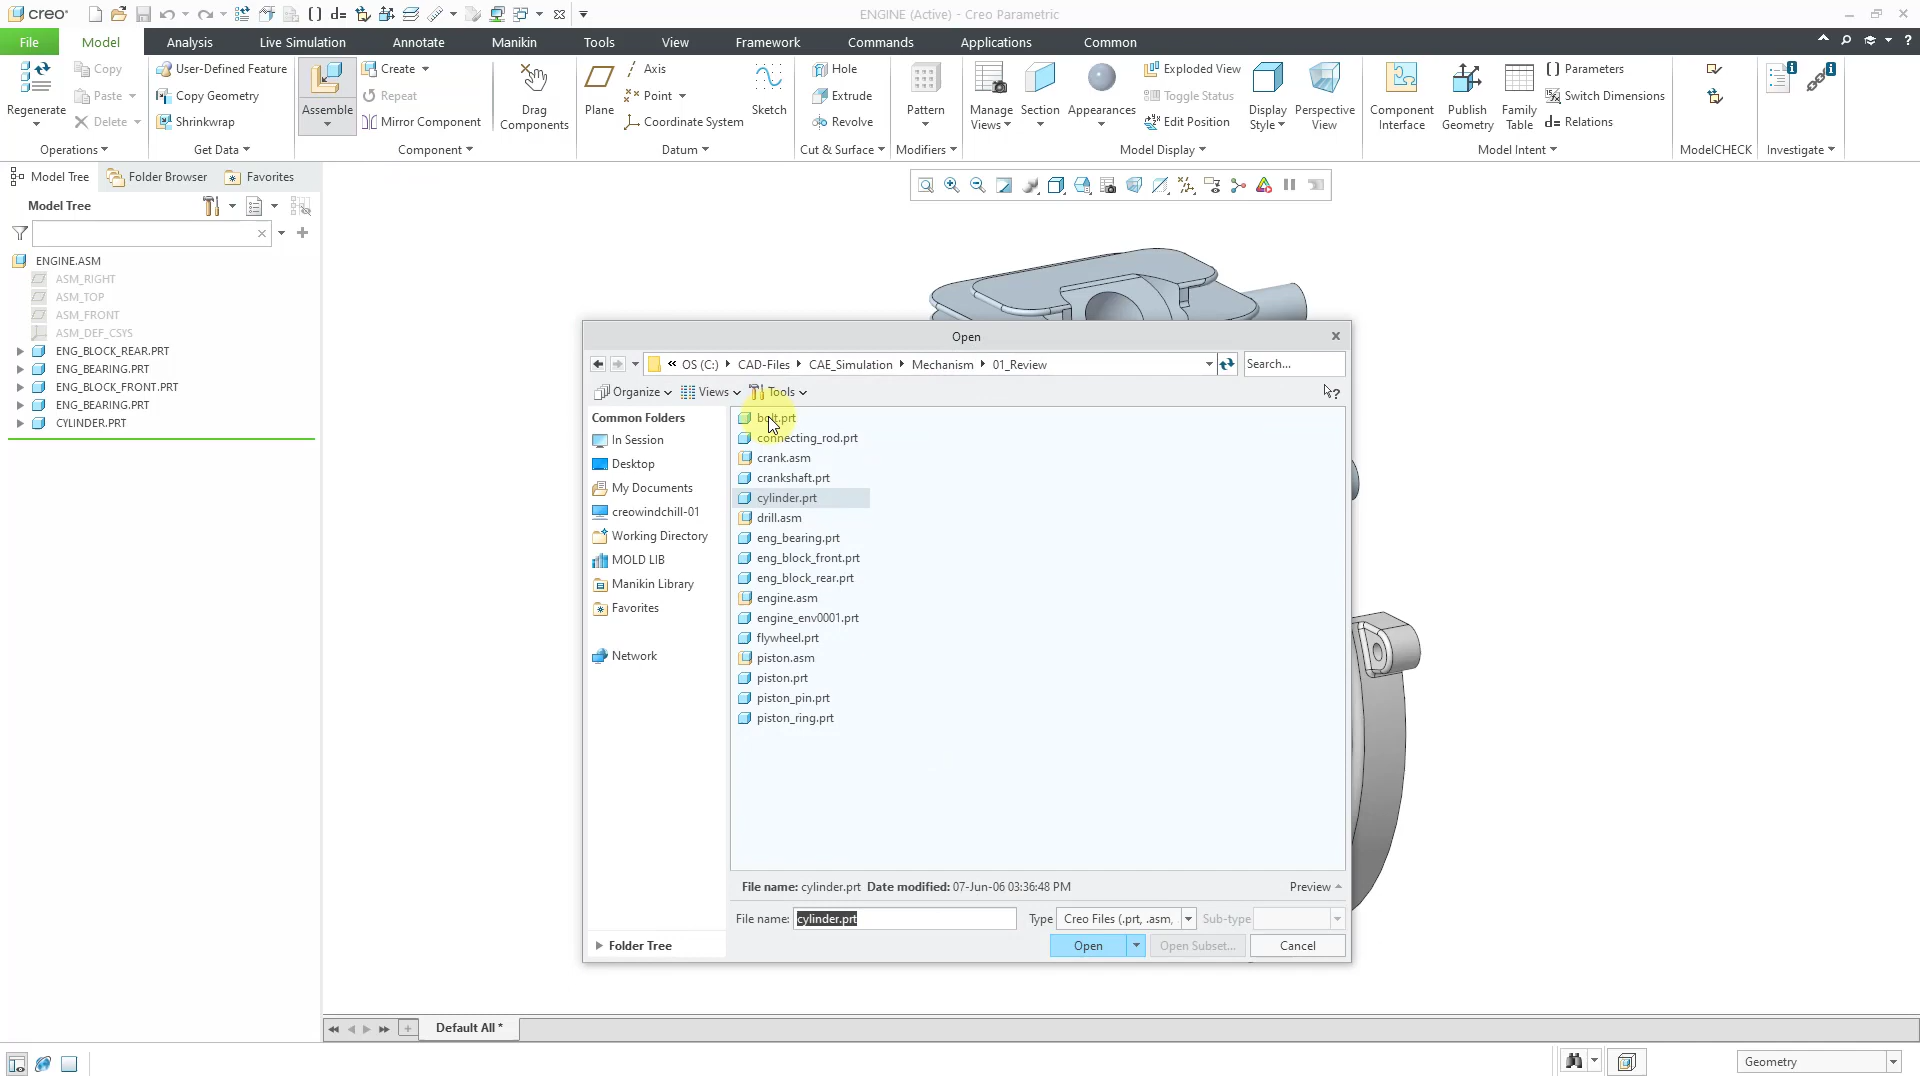 creo
ENGINE (Active) - Creo Parametric
File
Model
Analysis
Live Simulation
Annotate
Manikin
Tools
View
Framework
Commands
Applications
Common
Regenerate
Copy
Paste
Delete
Operations
User-Defined Feature
Copy Geometry
Shrinkwrap
Get Data
Assemble
Create
Repeat
Mirror Component
Component
Drag
Components
Plane
Axis
Point
Coordinate System
Sketch
Datum
Hole
Extrude
Revolve
Cut & Surface
Pattern
Modifiers
Manage
Views
Section
Appearances
Exploded View
Toggle Status
Edit Position
Display
Style
Perspective
View
Model Display
Component
Interface
Publish
Geometry
Family
Table
Parameters
Switch Dimensions
d= Relations
Model Intent
ModelCHECK
Investigate
Model Tree
Folder Browser
Favorites
Model Tree
ENGINE.ASM
ASM_RIGHT
ASM_TOP
ASM_FRONT
ASM_DEF_CSYS
ENG_BLOCK_REAR.PRT
ENG_BEARING.PRT
ENG_BLOCK_FRONT.PRT
ENG_BEARING.PRT
CYLINDER.PRT
Open
« OS (C:) CAD-Files CAE_Simulation Mechanism 01_Review
Search...
Organize
Views
Tools
Common Folders
In Session
Desktop
My Documents
creowindchill-01
Working Directory
MOLD LIB
Manikin Library
Favorites
Network
Folder Tree
bolt.prt
connecting_rod.prt
crank.asm
crankshaft.prt
cylinder.prt
drill.asm
eng_bearing.prt
eng_block_front.prt
eng_block_rear.prt
engine.asm
engine_env0001.prt
flywheel.prt
piston.asm
piston.prt
piston_pin.prt
piston_ring.prt
File name: cylinder.prt Date modified: 07-Jun-06 03:36:48 PM
Preview
File name: cylinder.prt
Type Creo Files (.prt, .asm,
Sub-type
Open
Open Subset...
Cancel
Default All *
Geometry